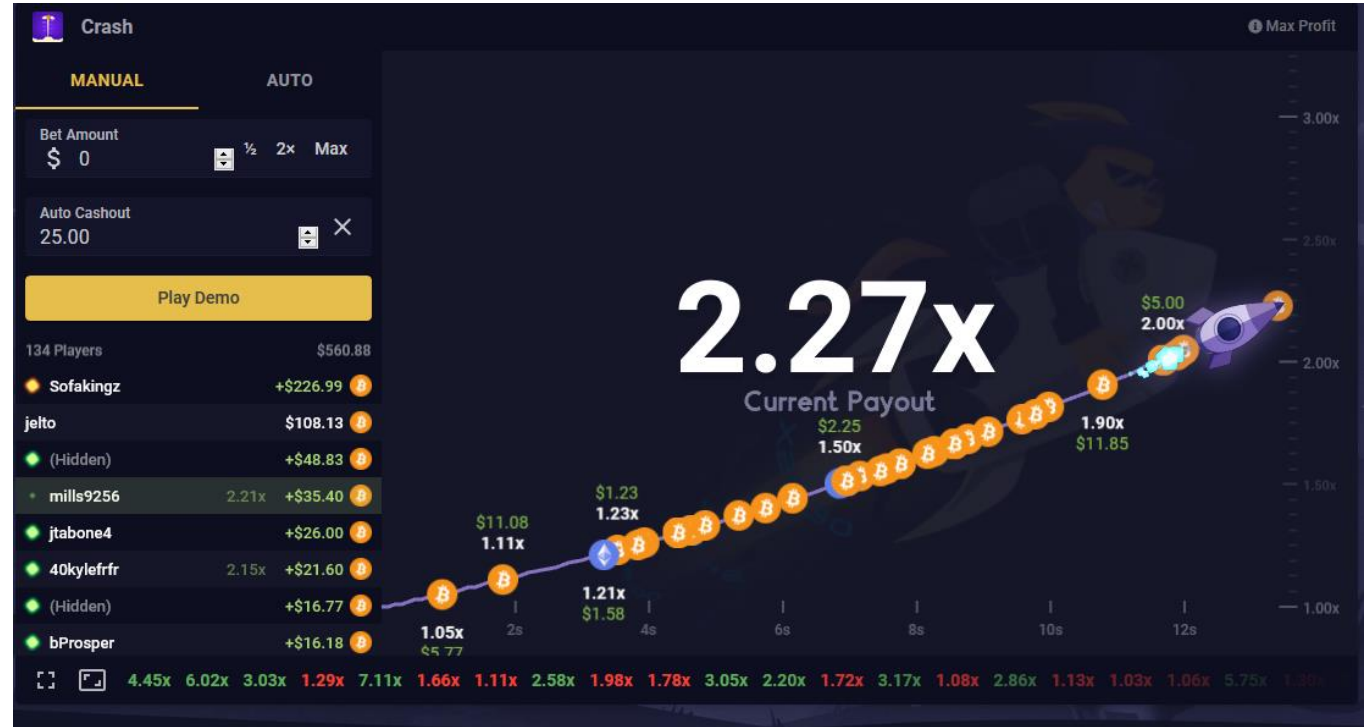 Crash
Max Profit
MANUAL AUTO
Bet Amount
$ 0 ½ 2× Max
Auto Cashout
25.00
Play Demo
134 Players $560.88
Sofakingz +$226.99
jelto $108.13
(Hidden) +$48.83
mills9256 2.21x +$35.40
jtabone4 +$26.00
40kylefrfr 2.15x +$21.60
(Hidden) +$16.77
bProsper +$16.18
2.27x
Current Payout
$5.00
2.00x
1.90x
$11.85
$2.25
1.50x
$1.23
1.23x
$11.08
1.11x
1.21x
$1.58
1.05x
$5.77
3.00x
2.50x
2.00x
1.50x
1.00x
2s 4s 6s 8s 10s 12s
4.45x 6.02x 3.03x 1.29x 7.11x 1.66x 1.11x 2.58x 1.98x 1.78x 3.05x 2.20x 1.72x 3.17x 1.08x 2.86x 1.13x 1.03x 1.06x 5.75x